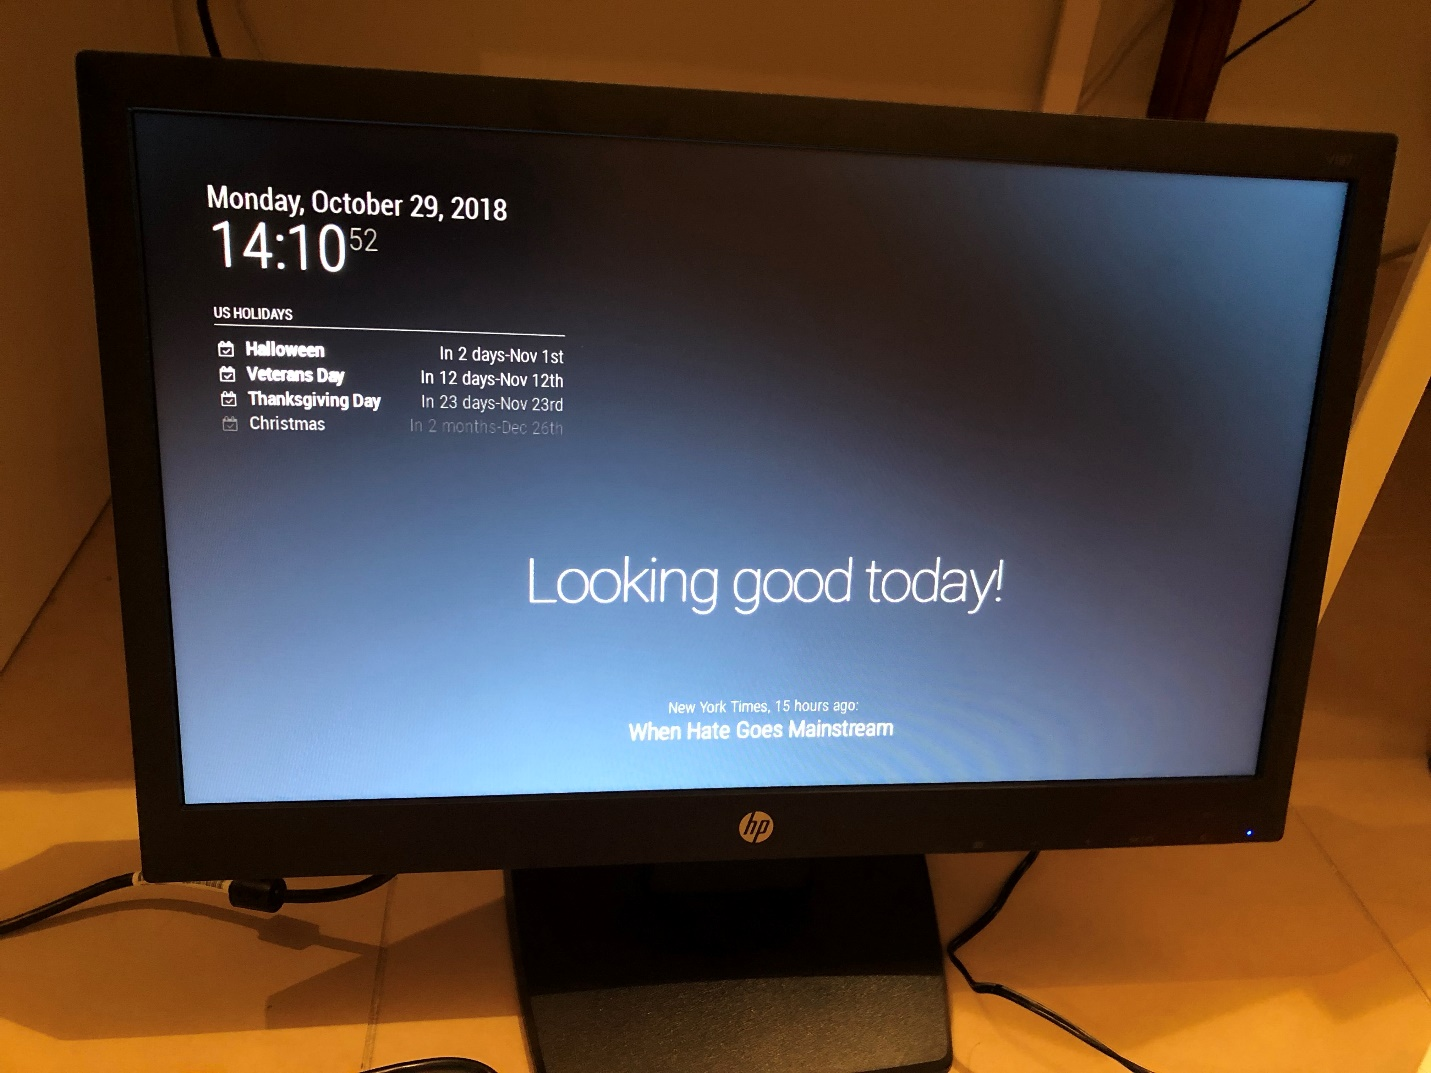 Monday, October 29, 2018
14:10 52
US HOLIDAYS
Halloween In 2 days-Nov 1st
Veterans Day In 12 days-Nov 12th
Thanksgiving Day In 23 days-Nov 23rd
Christmas In 2 months-Dec 26th
Looking good today!
New York Times, 15 hours ago:
When Hate Goes Mainstream
hp